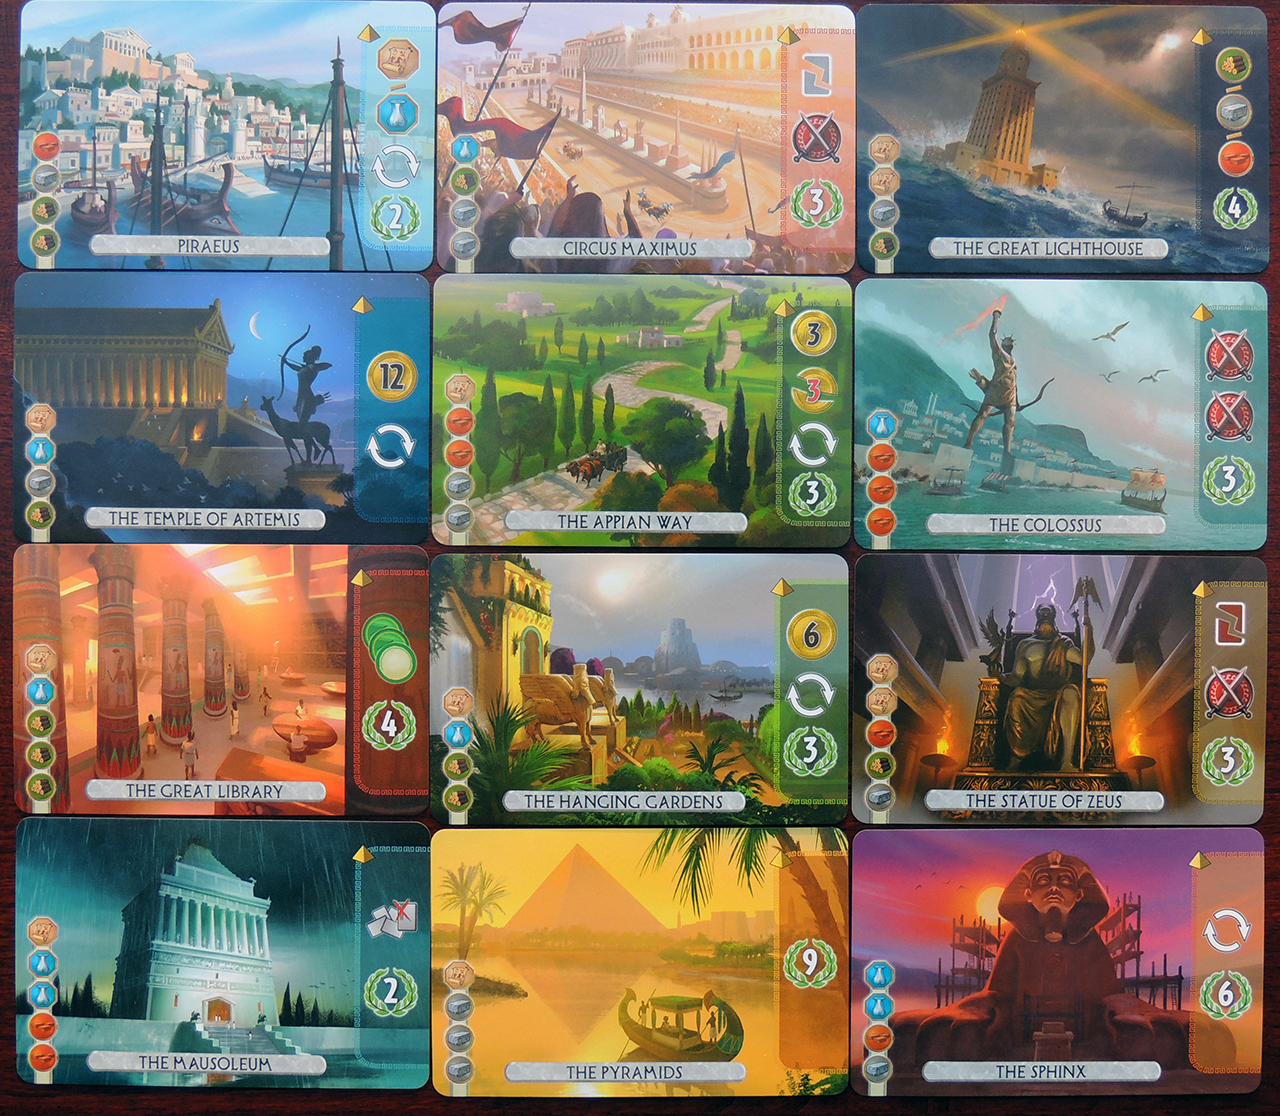 2
PIRAEUS
3
CIRCUS MAXIMUS
4
THE GREAT LIGHTHOUSE
12
THE TEMPLE OF ARTEMIS
3
3
3
THE APPIAN WAY
3
THE COLOSSUS
4
THE GREAT LIBRARY
6
3
THE HANGING GARDENS
3
THE STATUE OF ZEUS
2
THE MAUSOLEUM
9
THE PYRAMIDS
6
THE SPHINX